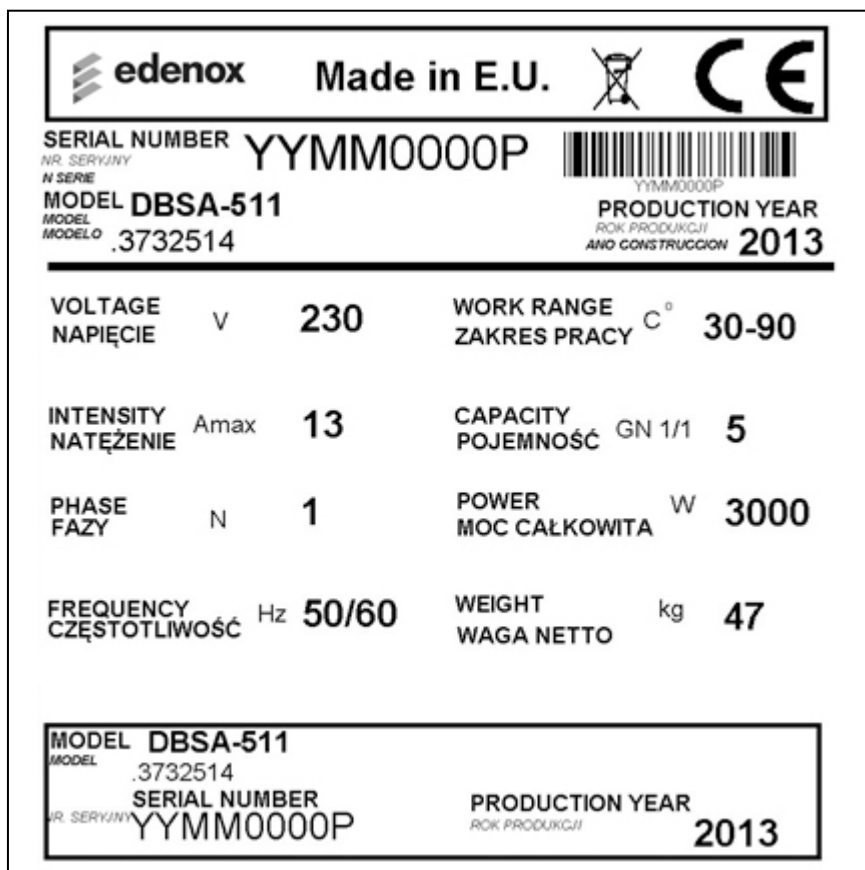 edenox Made in E.U. CE
SERIAL NUMBER YYMM0000P
NR. SERYJNY
N SERIE
YYMM0000P
MODEL DBSA-511
MODEL
MODELO .3732514
PRODUCTION YEAR
ROK PRODUKCJI
ANO CONSTRUCCION 2013
VOLTAGE
NAPIĘCIE V 230
WORK RANGE
ZAKRES PRACY C° 30-90
INTENSITY
NATĘŻENIE Amax 13
CAPACITY
POJEMNOŚĆ GN 1/1 5
PHASE
FAZY N 1
POWER
MOC CAŁKOWITA W 3000
FREQUENCY
CZĘSTOTLIWOŚĆ Hz 50/60
WEIGHT
WAGA NETTO kg 47
MODEL DBSA-511
MODEL
.3732514
SERIAL NUMBER
NR. SERYJNY YYMM0000P
PRODUCTION YEAR
ROK PRODUKCJI
2013